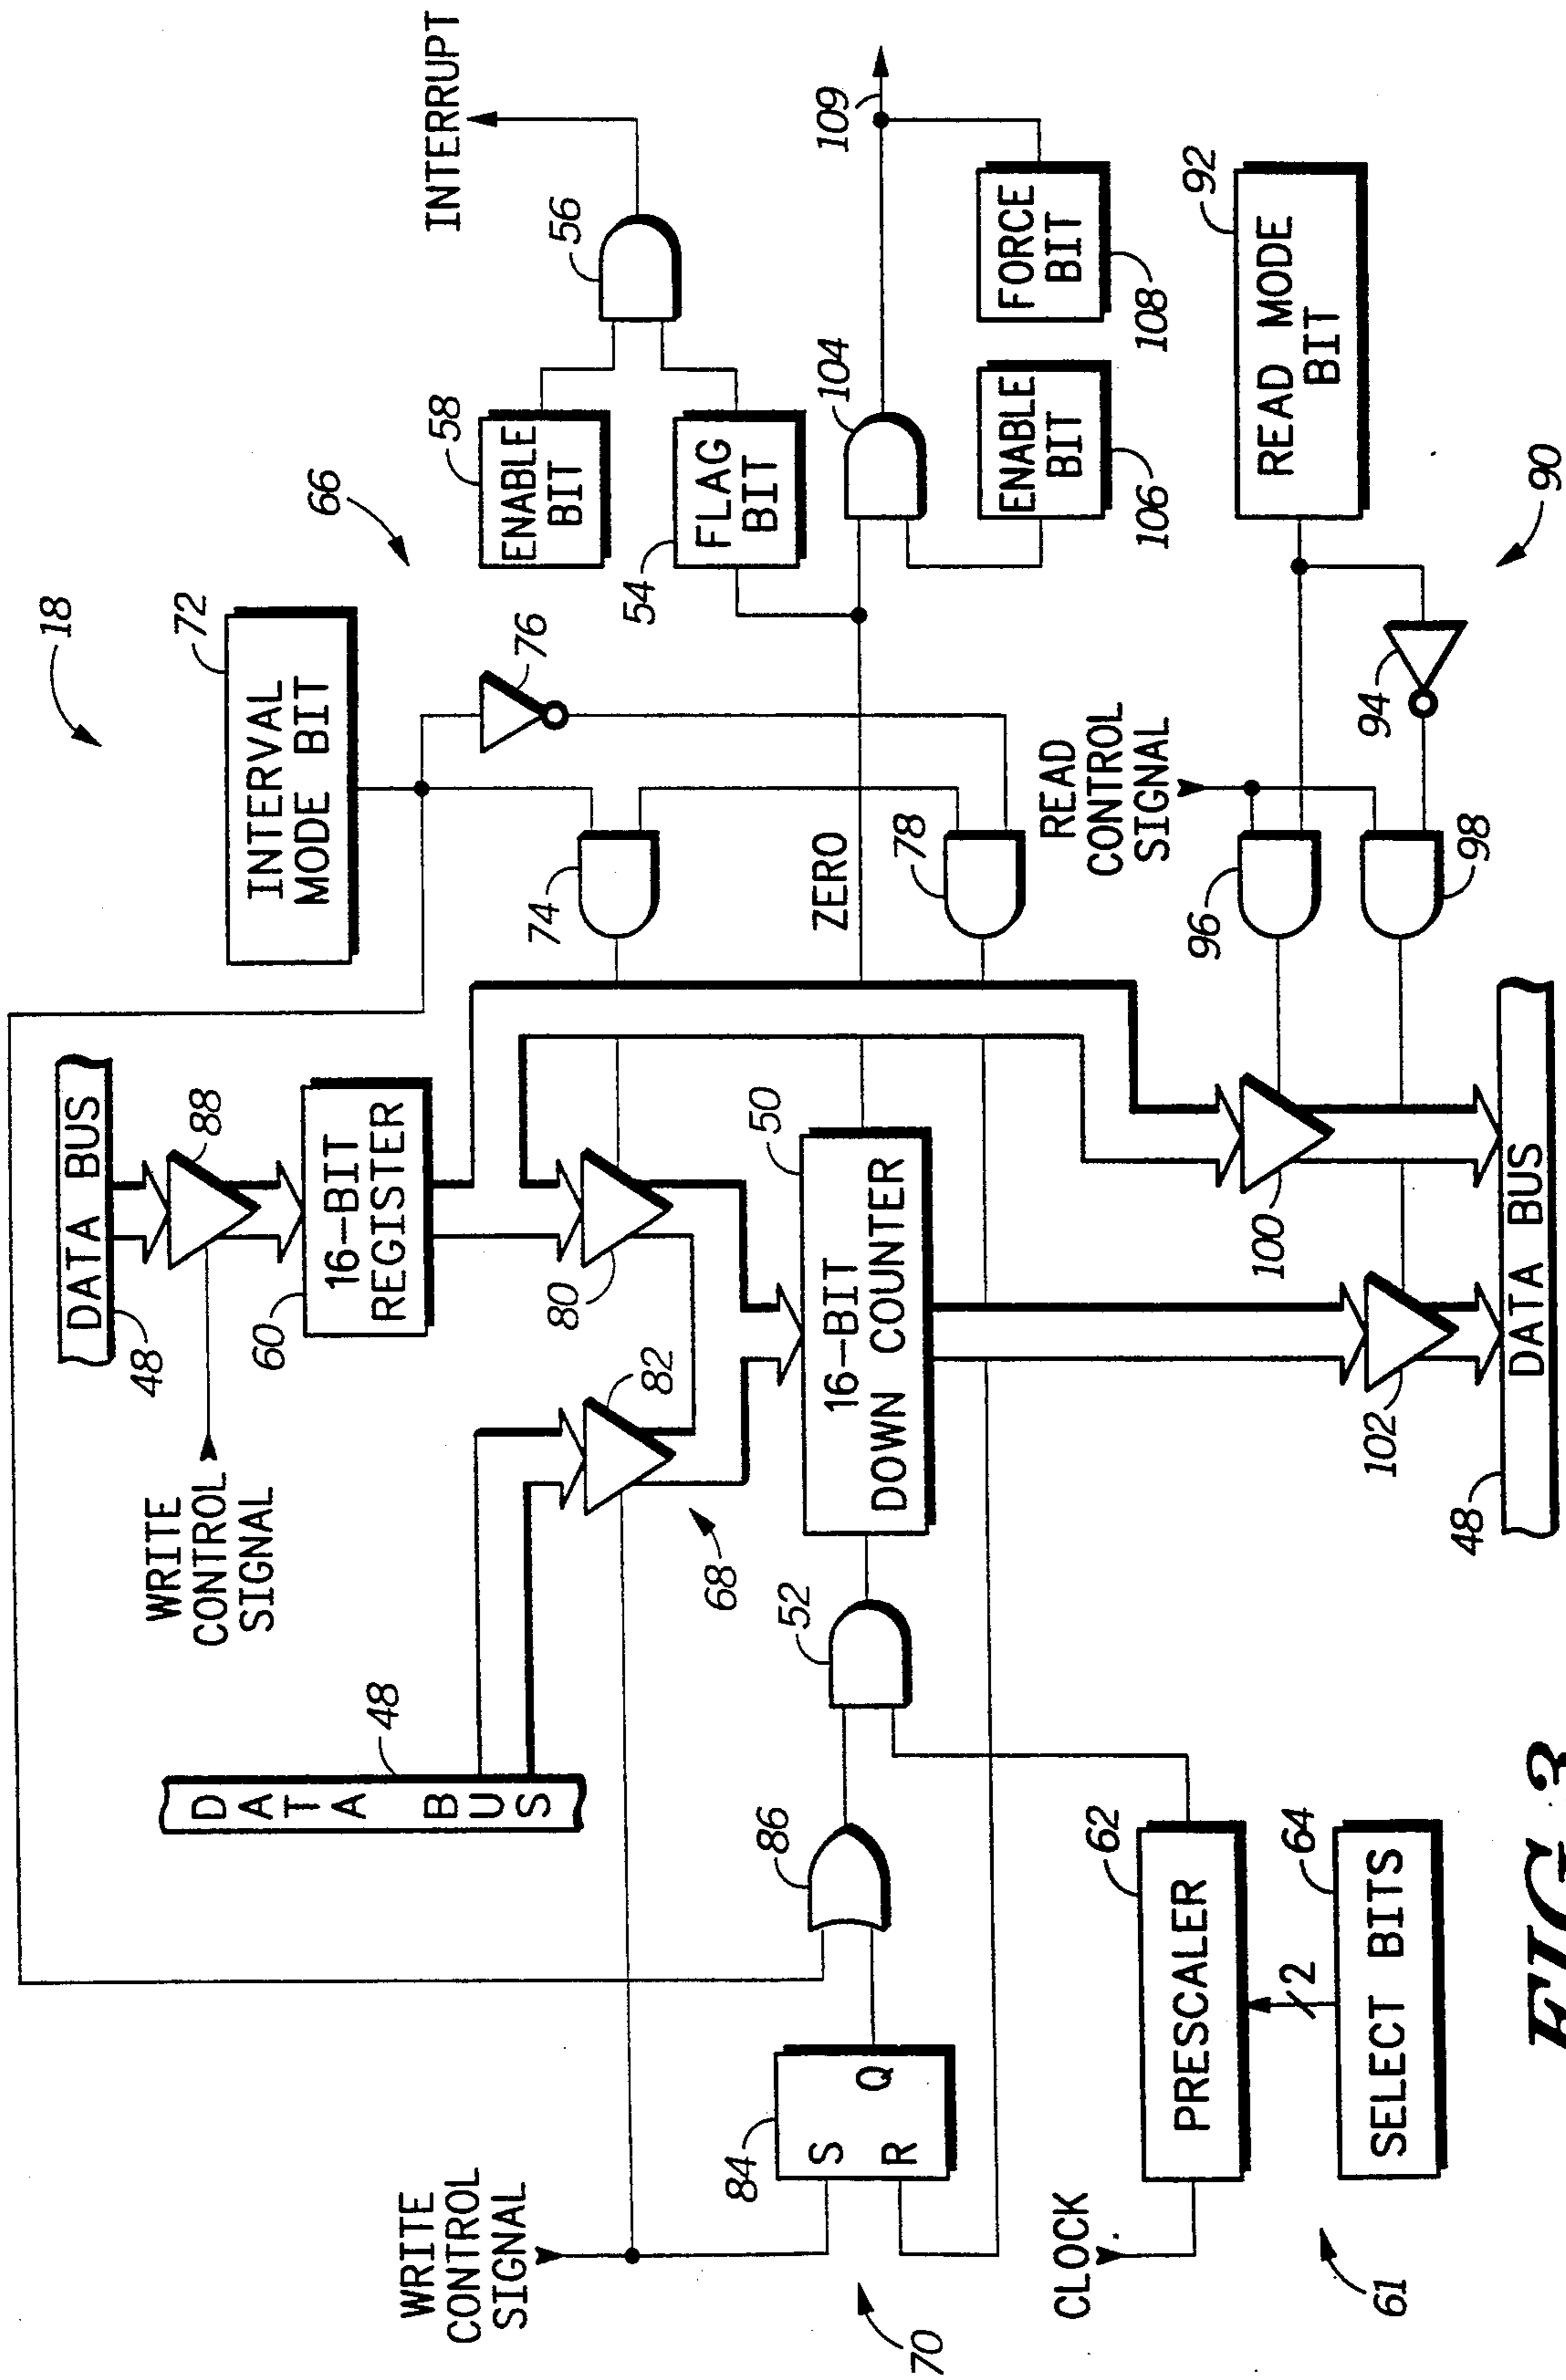 18
INTERVAL
MODE BIT
72
66
INTERRUPT
DATA BUS
48
88
WRITE
CONTROL
SIGNAL
16-BIT
REGISTER
60
76
74
ENABLE
BIT
58
56
FLAG
BIT
54
DATA BUS
48
82
80
68
ZERO
78
104
109
ENABLE
BIT
106
FORCE
BIT
108
WRITE
CONTROL
SIGNAL
S
R
Q
84
86
52
16-BIT
DOWN COUNTER
50
70
READ
CONTROL
SIGNAL
READ MODE
BIT
92
94
96
98
90
CLOCK
PRESCALER
62
2
SELECT BITS
64
61
100
102
DATA BUS
48
FIG. 3